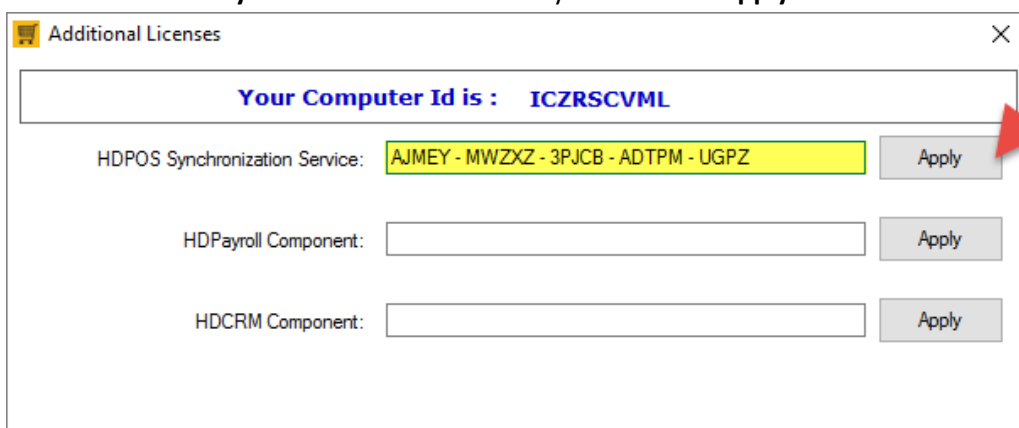 Additional Licenses
Your Computer Id is : ICZRSCVML
HDPOS Synchronization Service: AJMEY - MWZXZ - 3PJCB - ADTPM - UGPZ Apply
HDPayroll Component: Apply
HDCRM Component: Apply